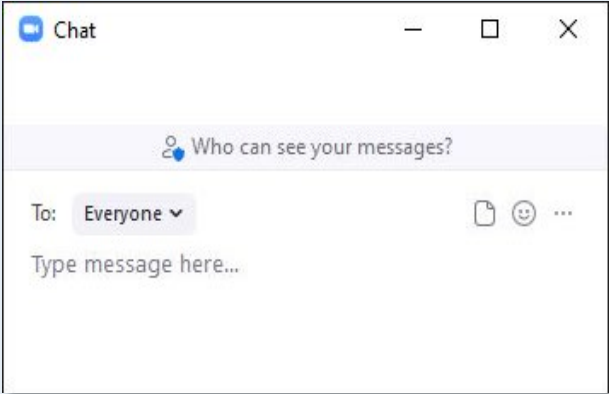 Chat
Who can see your messages?
To: Everyone
Type message here...